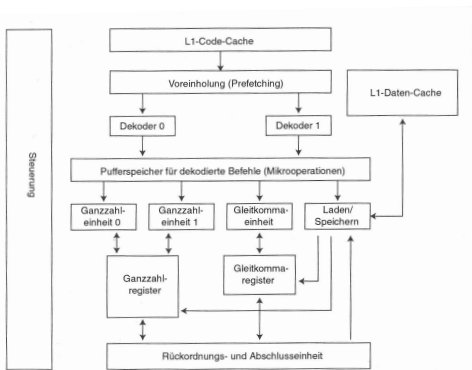 L1-Code-Cache
Voreinholung (Prefetching)
L1-Daten-Cache
Dekoder 0
Dekoder 1
Steuerung
Pufferspeicher für dekodierte Befehle (Mikrooperationen)
Ganzzahl-
einheit 0
Ganzzahl-
einheit 1
Gleitkomma-
einheit
Laden/
Speichern
Ganzzahl-
register
Gleitkomma-
register
Rückordnungs- und Abschlusseinheit